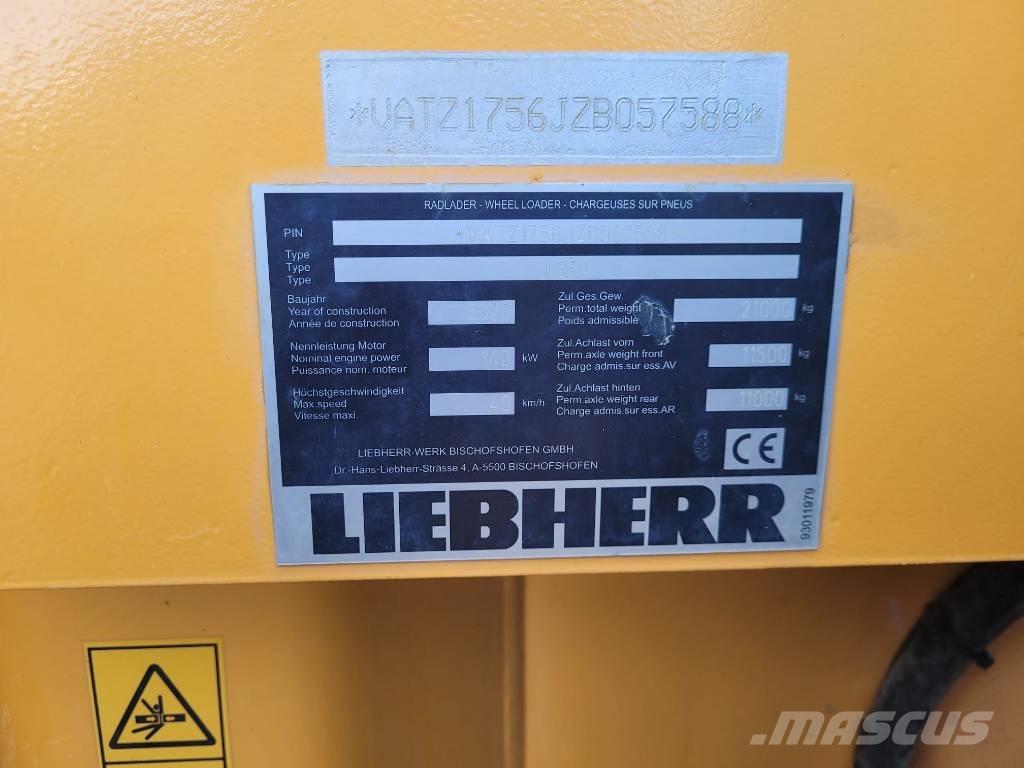 *VATZ1756JZB057588*
RADLADER - WHEEL LOADER - CHARGEUSES SUR PNEUS
PIN *VATZ1756JZB057588*
Type
Type
Type
Baujahr
Year of construction
Année de construction
Zul.Ges.Gew.
Perm.total weight 21000 kg
Poids admissible
Nennleistung Motor
Nominal engine power 140 kW
Puissance nom. moteur
Zul.Achlast vorn
Perm.axle weight front 11500 kg
Charge admis.sur ess.AV
Höchstgeschwindigkeit
Max.speed 40 km/h
Vitesse maxi.
Zul.Achlast hinten
Perm.axle weight rear 11000 kg
Charge admis.sur ess.AR
LIEBHERR-WERK BISCHOFSHOFEN GMBH
Dr.-Hans-Liebherr-Strasse 4, A-5500 BISCHOFSHOFEN
CE
LIEBHERR
93011979
MASCUS